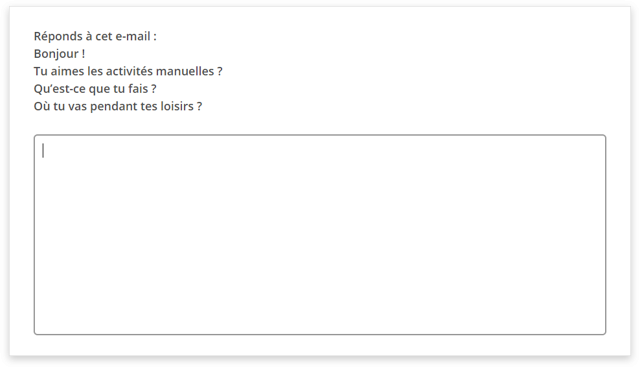 Réponds à cet e-mail :
Bonjour !
Tu aimes les activités manuelles ?
Qu'est-ce que tu fais ?
Où tu vas pendant tes loisirs ?